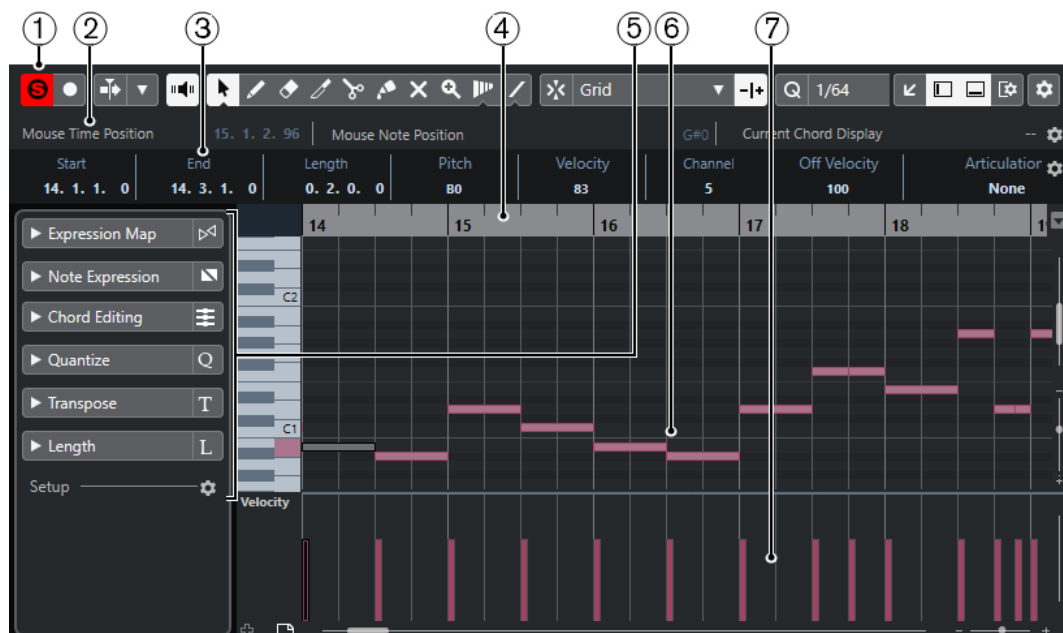 1 2 3 4 5 6 7
S Grid Q 1/64
Mouse Time Position 15. 1. 2. 96 Mouse Note Position G#0 Current Chord Display --
Start End Length Pitch Velocity Channel Off Velocity Articulation
14. 1. 1. 0 14. 3. 1. 0 0. 2. 0. 0 B0 83 5 100 None
14 15 16 17 18
Expression Map
Note Expression
C2
Chord Editing
Quantize Q
Transpose T
C1
Length L
Setup
Velocity